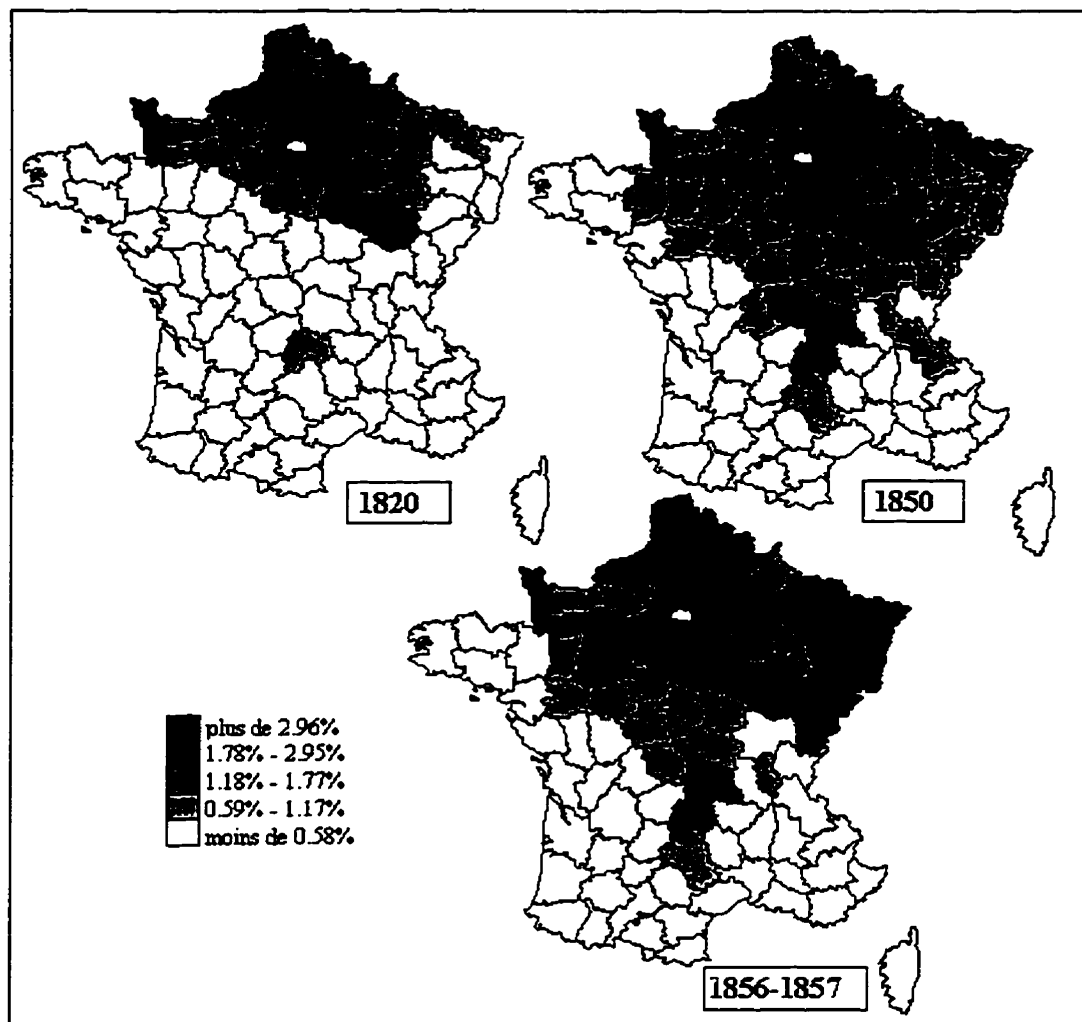 1820
1850
plus de 2.96%
1.78% - 2.95%
1.18% - 1.77%
0.59% - 1.17%
moins de 0.58%
1856-1857